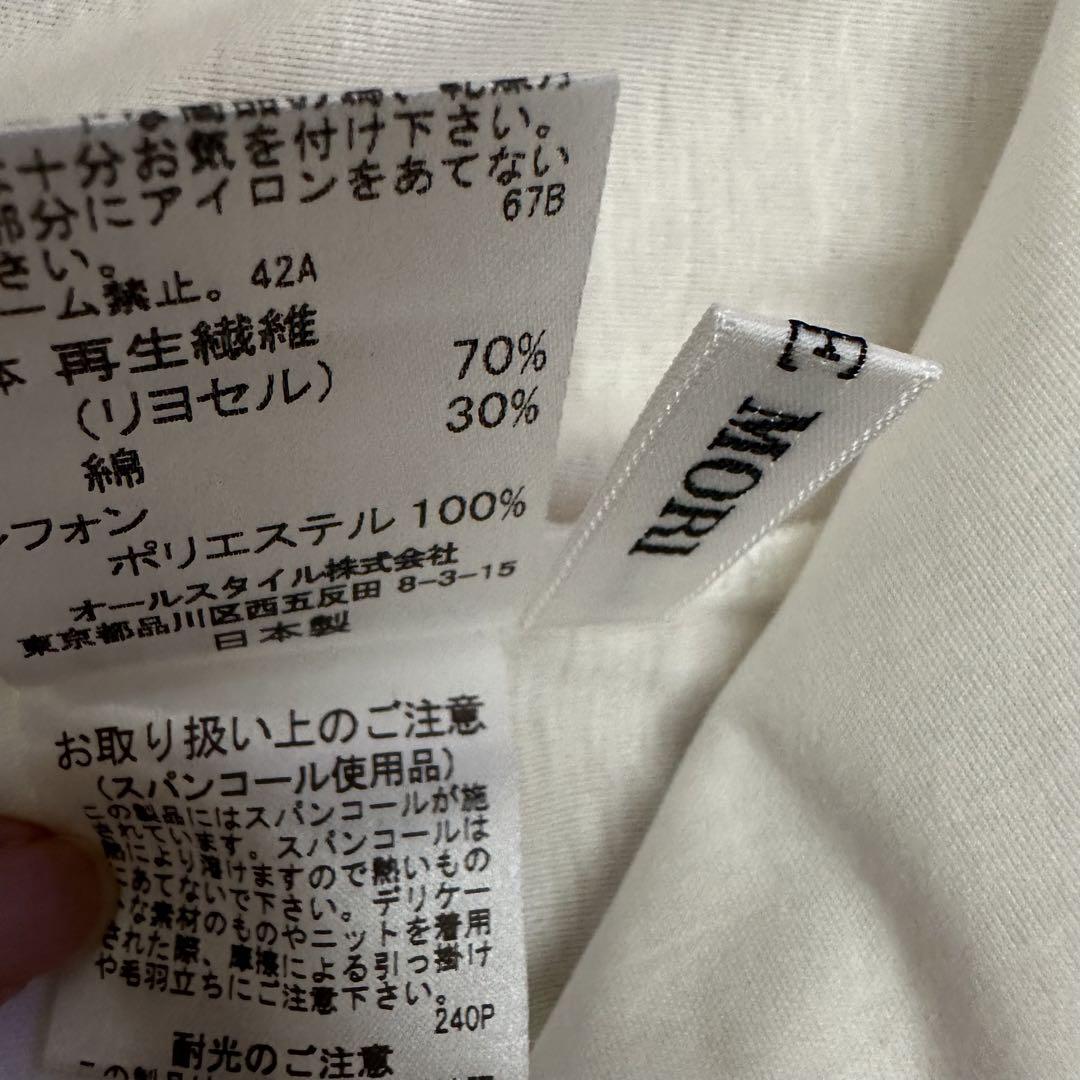 十分お気を付け下さい。
部分にアイロンをあてない
67B
さい。
ーム禁止。42A
本 再生繊維 70%
(リヨセル) 30%
綿
ルフォン
ポリエステル 100%
オールスタイル株式会社
東京都品川区西五反田 8-3-15
日本製
お取り扱い上のご注意
(スパンコール使用品)
この製品にはスパンコールが施
されています。スパンコールは
熱により溶けますので熱いもの
にあてないで下さい。デリケー
トな素材のものやニットを着用
された際、摩擦による引っ掛け
や毛羽立ちにご注意下さい。
240P
耐光のご注意
E MORI